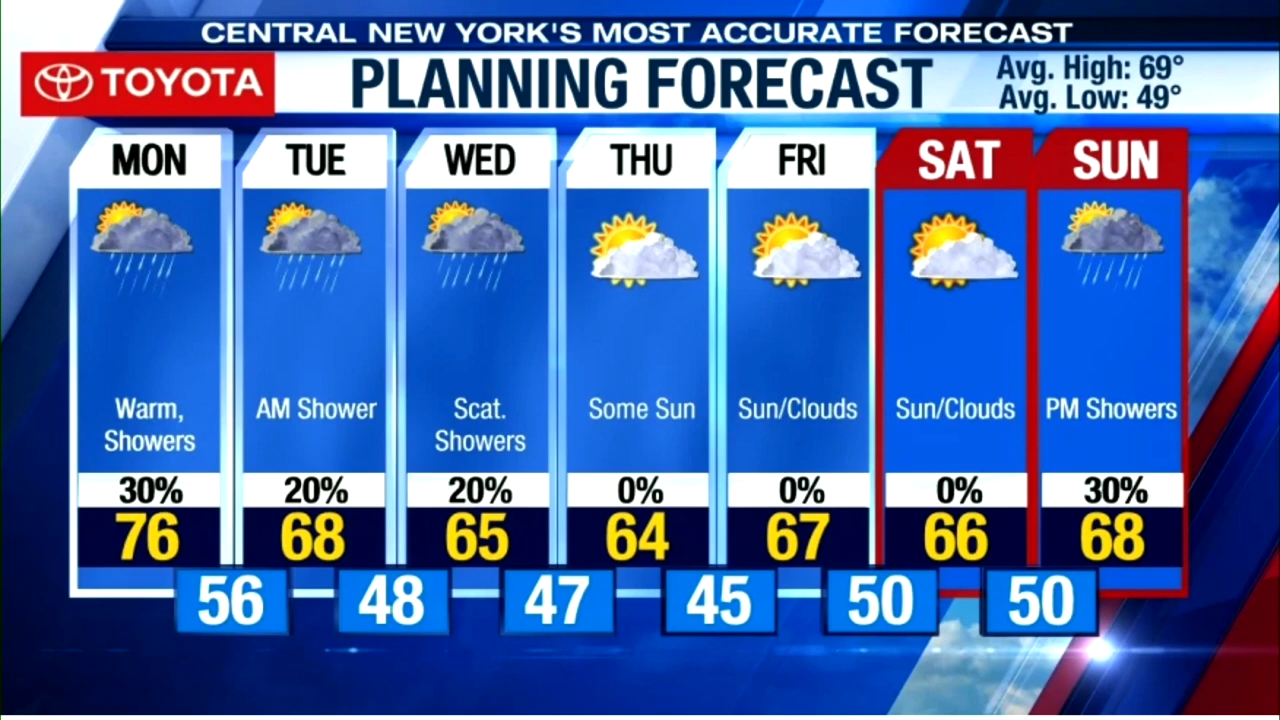 CENTRAL NEW YORK'S MOST ACCURATE FORECAST
TOYOTA
PLANNING FORECAST
Avg. High: 69°
Avg. Low: 49°
MON
TUE
WED
THU
FRI
SAT
SUN
Warm,
Showers
AM Shower
Scat.
Showers
Some Sun
Sun/Clouds
Sun/Clouds
PM Showers
30%
20%
20%
0%
0%
0%
30%
76
68
65
64
67
66
68
56
48
47
45
50
50